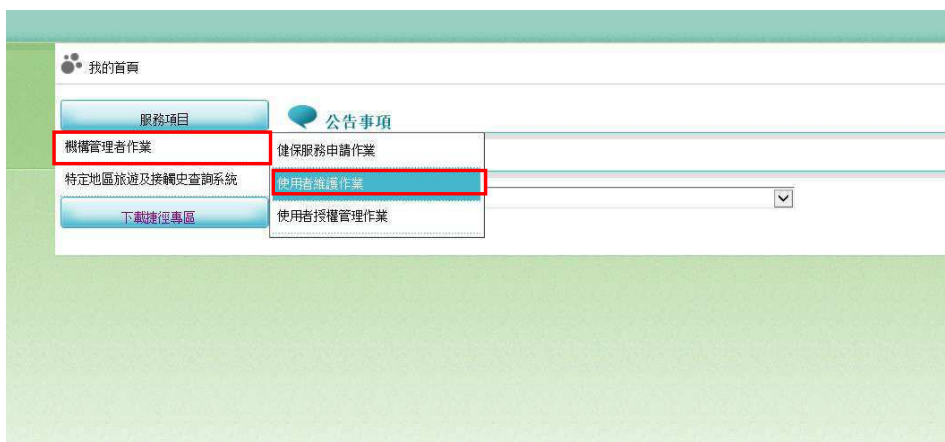 我的首頁
服務項目
公告事項
機構管理者作業
健保服務申請作業
特定地區旅遊及接觸史查詢系統
使用者維護作業
下載捷徑專區
使用者授權管理作業